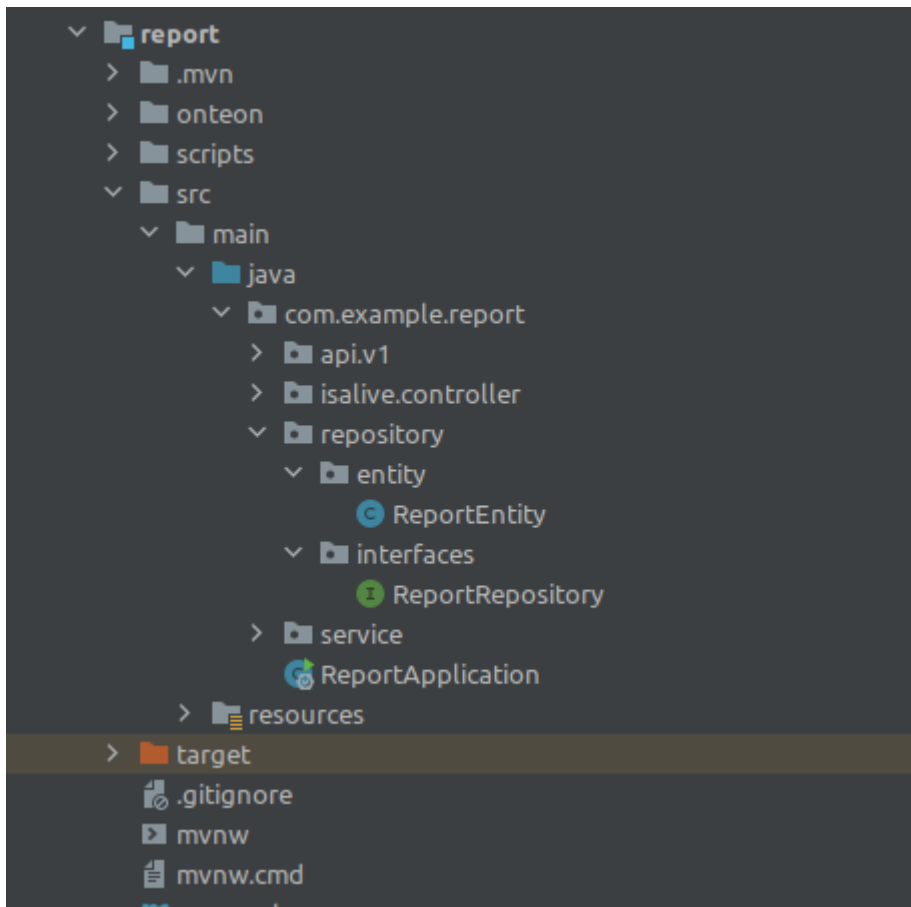 report
.mvn
onteon
scripts
src
main
java
com.example.report
api.v1
isalive.controller
repository
entity
ReportEntity
interfaces
ReportRepository
service
ReportApplication
resources
target
.gitignore
mvnw
mvnw.cmd